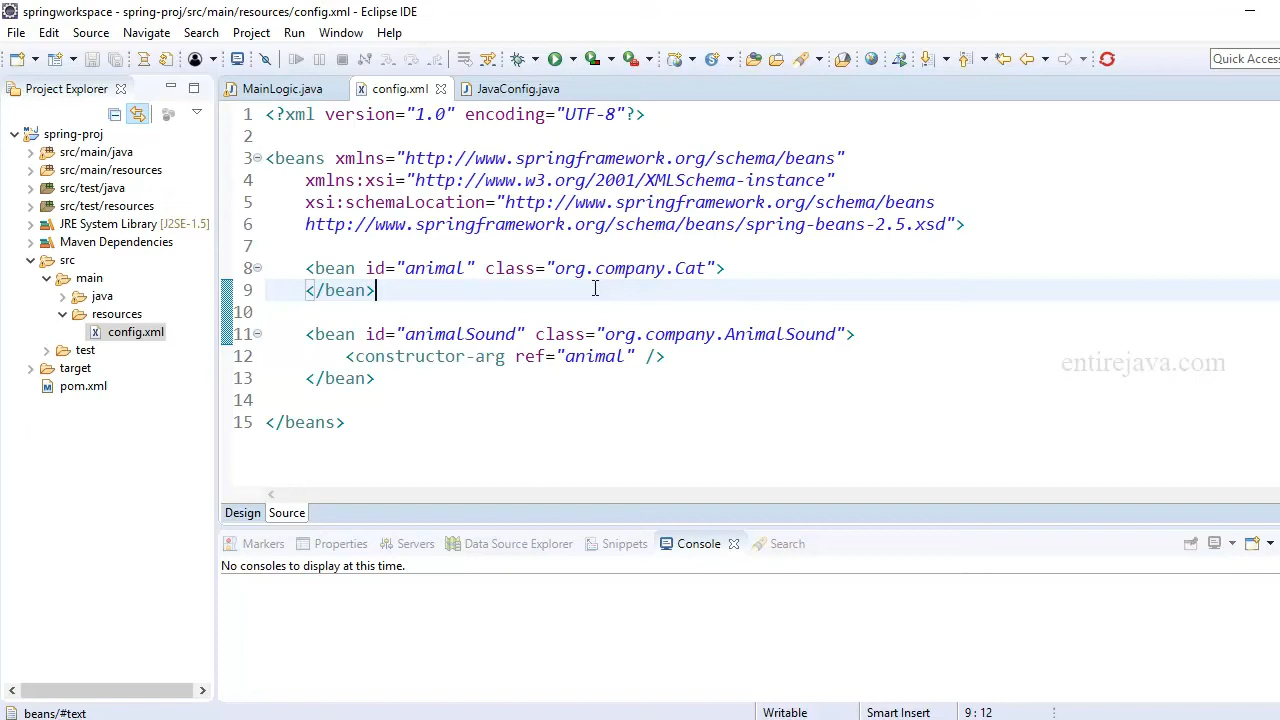 springworkspace - spring-proj/src/main/resources/config.xml - Eclipse IDE
File Edit Source Navigate Search Project Run Window Help
Quick Access
Project Explorer
MainLogic.java
config.xml
JavaConfig.java
spring-proj
src/main/java
src/main/resources
src/test/java
src/test/resources
JRE System Library [J2SE-1.5]
Maven Dependencies
src
main
java
resources
config.xml
test
target
pom.xml
1 <?xml version="1.0" encoding="UTF-8"?>
2
3 <beans xmlns="http://www.springframework.org/schema/beans"
4 xmlns:xsi="http://www.w3.org/2001/XMLSchema-instance"
5 xsi:schemaLocation="http://www.springframework.org/schema/beans
6 http://www.springframework.org/schema/beans/spring-beans-2.5.xsd">
7
8 <bean id="animal" class="org.company.Cat">
9 </bean>
10
11 <bean id="animalSound" class="org.company.AnimalSound">
12 <constructor-arg ref="animal" />
13 </bean>
14
15 </beans>
entirejava.com
Design Source
Markers Properties Servers Data Source Explorer Snippets Console Search
No consoles to display at this time.
beans/#text Writable Smart Insert 9 : 12